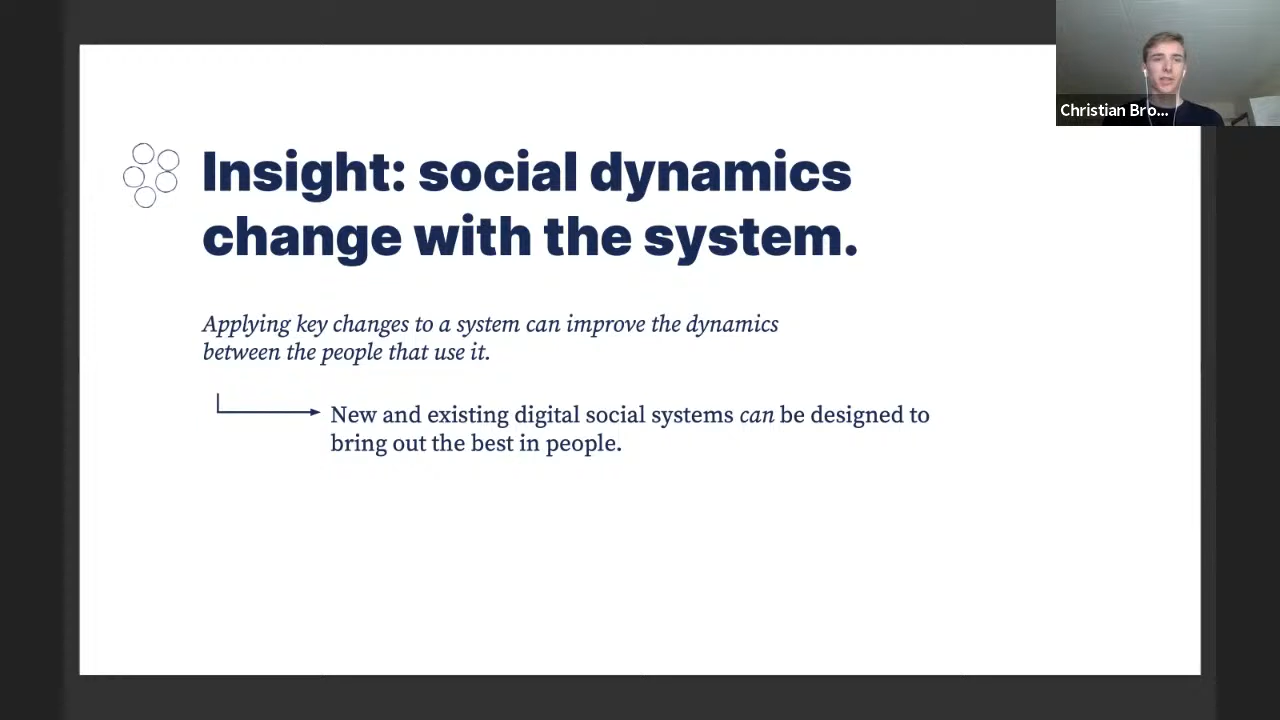 Christian Bro...
Insight: social dynamics
change with the system.
Applying key changes to a system can improve the dynamics
between the people that use it.
New and existing digital social systems can be designed to
bring out the best in people.